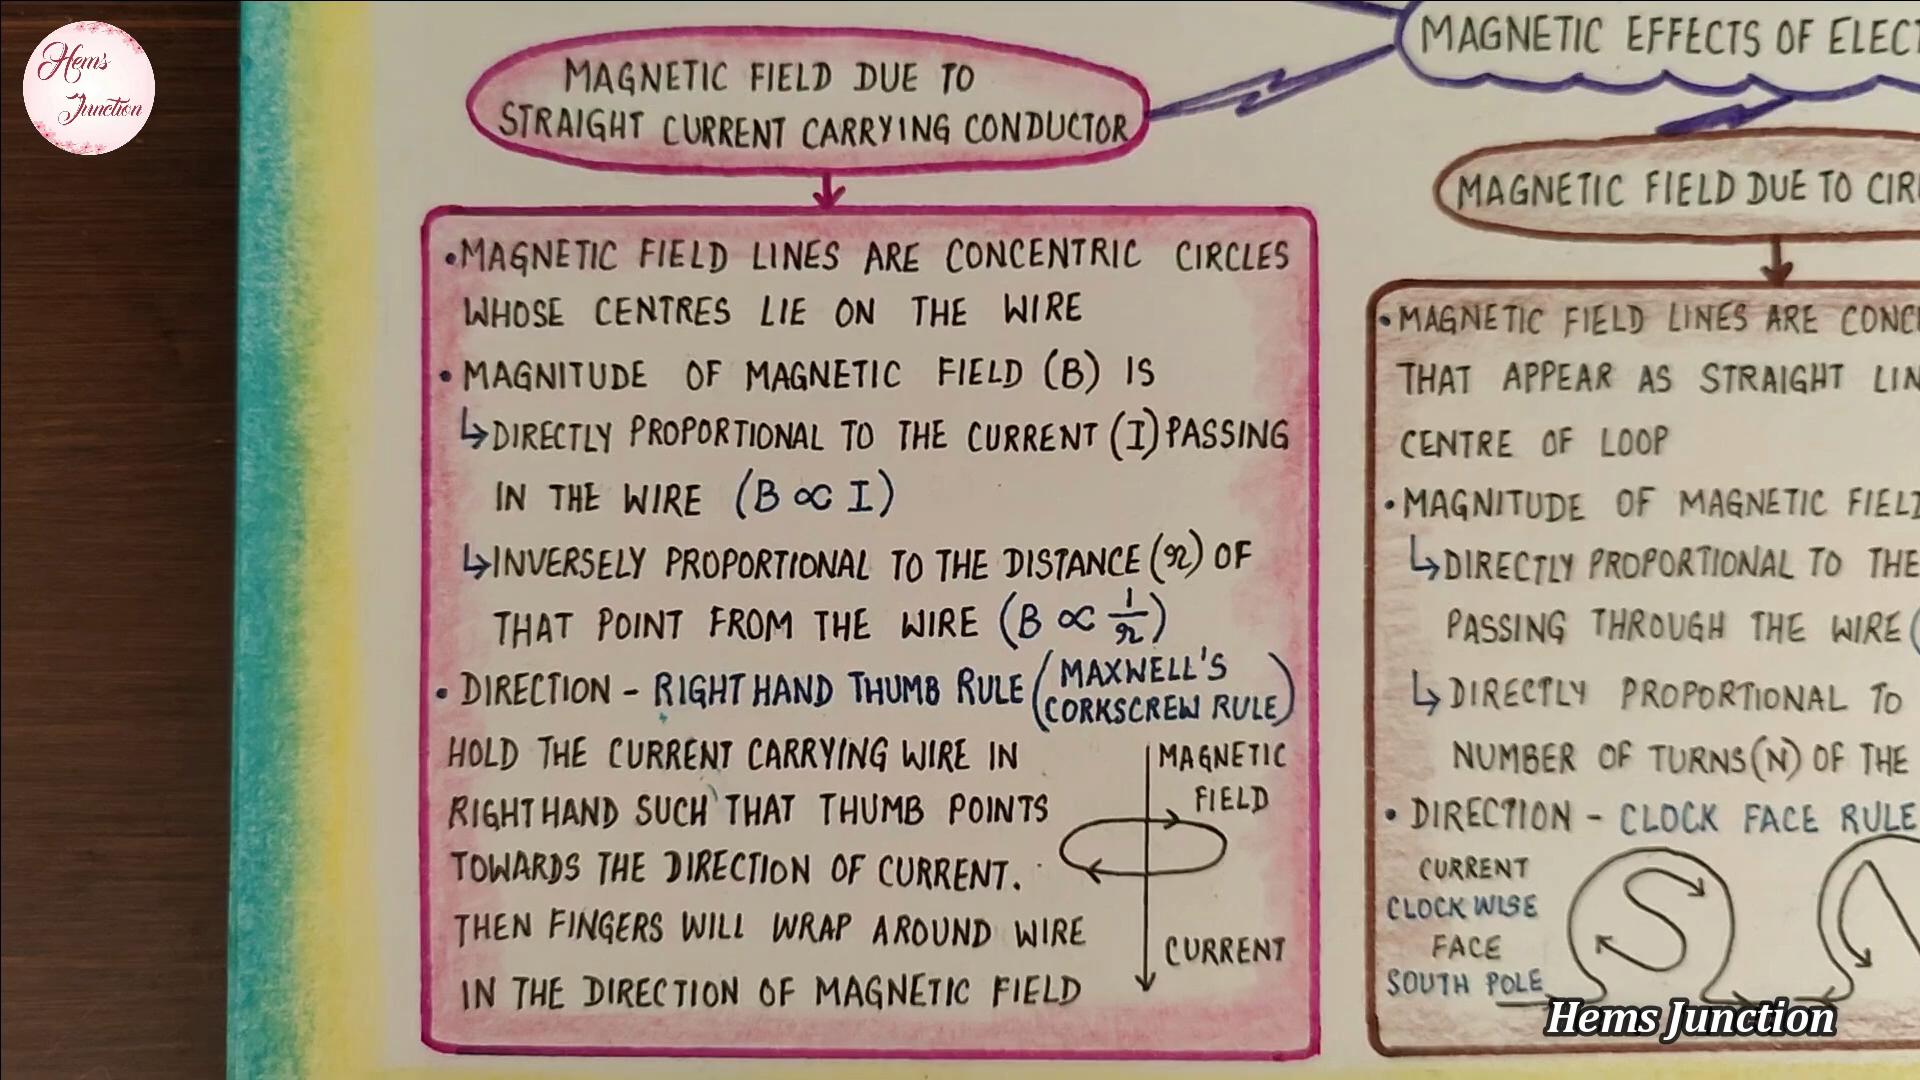 Hems
Junction
MAGNETIC EFFECTS OF ELECT
MAGNETIC FIELD DUE TO
STRAIGHT CURRENT CARRYING CONDUCTOR
•MAGNETIC FIELD LINES ARE CONCENTRIC CIRCLES
WHOSE CENTRES LIE ON THE WIRE
•MAGNITUDE OF MAGNETIC FIELD (B) IS
↳DIRECTLY PROPORTIONAL TO THE CURRENT (I) PASSING
IN THE WIRE (B ∝ I)
↳INVERSELY PROPORTIONAL TO THE DISTANCE (r) OF
THAT POINT FROM THE WIRE (B ∝ 1/r)
•DIRECTION - RIGHT HAND THUMB RULE (MAXWELL'S
CORKSCREW RULE)
HOLD THE CURRENT CARRYING WIRE IN
RIGHT HAND SUCH THAT THUMB POINTS
TOWARDS THE DIRECTION OF CURRENT.
THEN FINGERS WILL WRAP AROUND WIRE
IN THE DIRECTION OF MAGNETIC FIELD
MAGNETIC
FIELD
CURRENT
MAGNETIC FIELD DUE TO CIR
•MAGNETIC FIELD LINES ARE CONC
THAT APPEAR AS STRAIGHT LIN
CENTRE OF LOOP
•MAGNITUDE OF MAGNETIC FIEL
↳DIRECTLY PROPORTIONAL TO THE
PASSING THROUGH THE WIRE (
↳DIRECTLY PROPORTIONAL TO
NUMBER OF TURNS(N) OF THE
•DIRECTION - CLOCK FACE RULE
CURRENT
CLOCKWISE
FACE
SOUTH POLE
S
Hems Junction